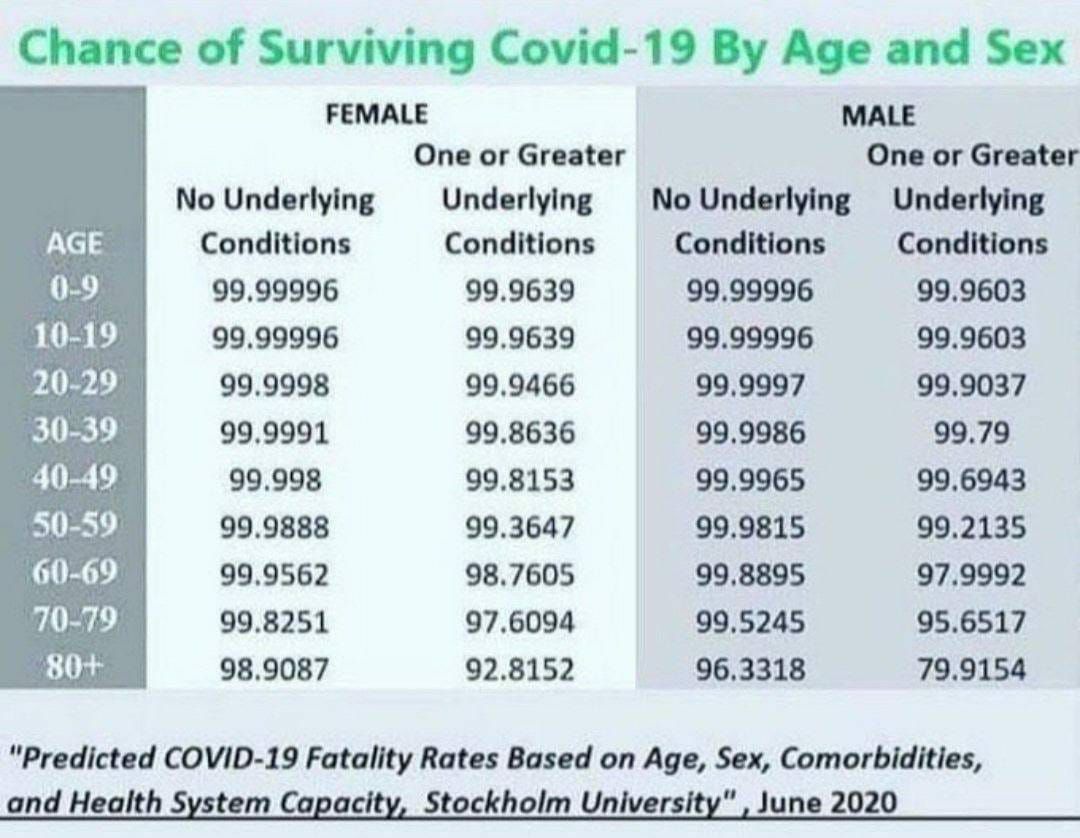 Chance of Surviving Covid-19 By Age and Sex
FEMALE MALE
One or Greater One or Greater
No Underlying Underlying No Underlying Underlying
AGE Conditions Conditions Conditions Conditions
0-9 99.99996 99.9639 99.99996 99.9603
10-19 99.99996 99.9639 99.99996 99.9603
20-29 99.9998 99.9466 99.9997 99.9037
30-39 99.9991 99.8636 99.9986 99.79
40-49 99.998 99.8153 99.9965 99.6943
50-59 99.9888 99.3647 99.9815 99.2135
60-69 99.9562 98.7605 99.8895 97.9992
70-79 99.8251 97.6094 99.5245 95.6517
80+ 98.9087 92.8152 96.3318 79.9154
"Predicted COVID-19 Fatality Rates Based on Age, Sex, Comorbidities,
and Health System Capacity, Stockholm University" , June 2020